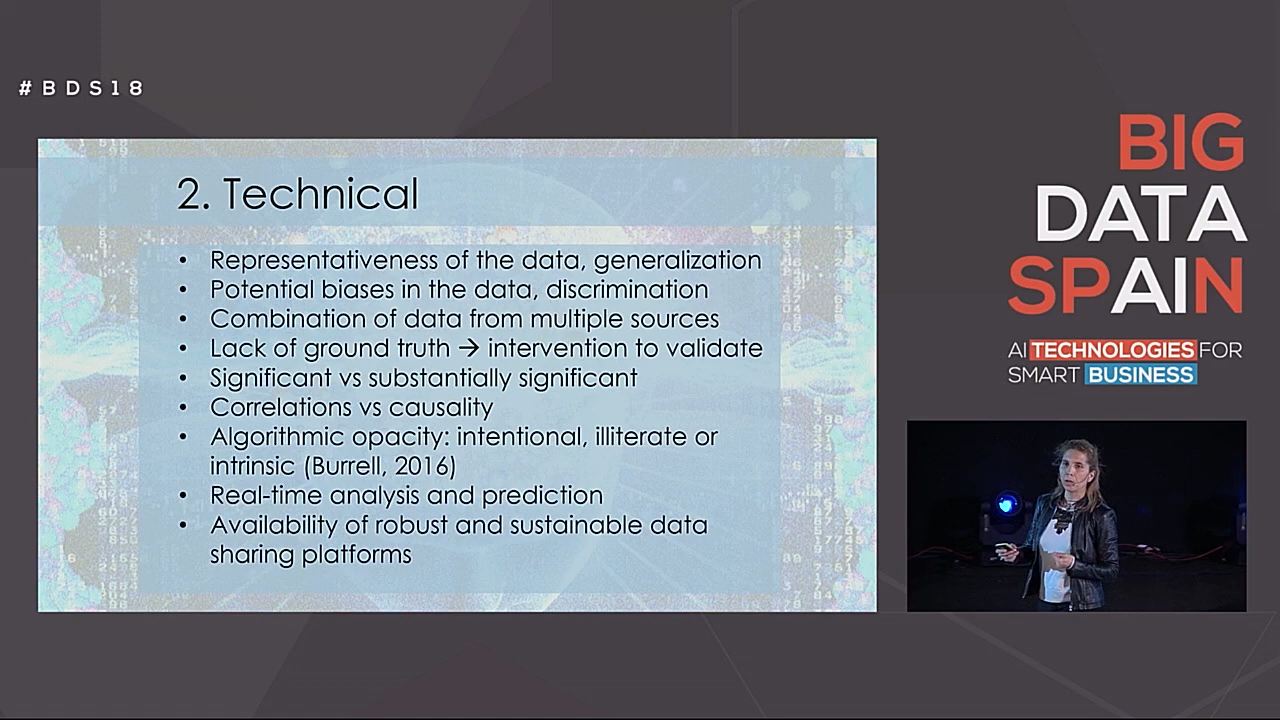 #BDS18
2. Technical
• Representativeness of the data, generalization
• Potential biases in the data, discrimination
• Combination of data from multiple sources
• Lack of ground truth → intervention to validate
• Significant vs substantially significant
• Correlations vs causality
• Algorithmic opacity: intentional, illiterate or
intrinsic (Burrell, 2016)
• Real-time analysis and prediction
• Availability of robust and sustainable data
sharing platforms
BIG
DATA
SPAIN
AI TECHNOLOGIES FOR
SMART BUSINESS